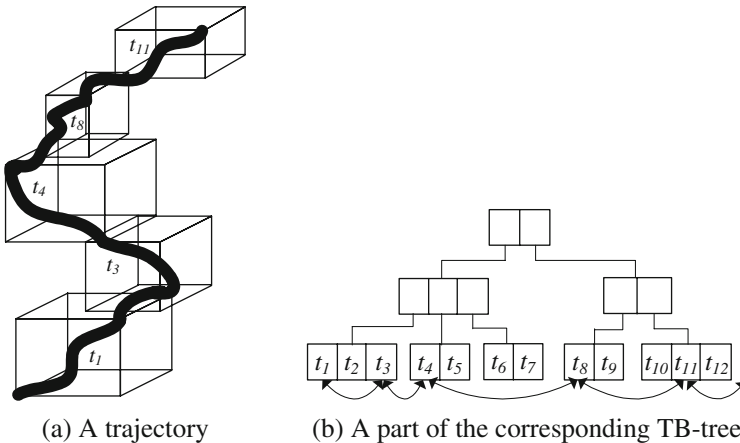 t11
t8
t4
t3
t1
t1 t2 t3 t4 t5 t6 t7 t8 t9 t10 t11 t12
(a) A trajectory
(b) A part of the corresponding TB-tree